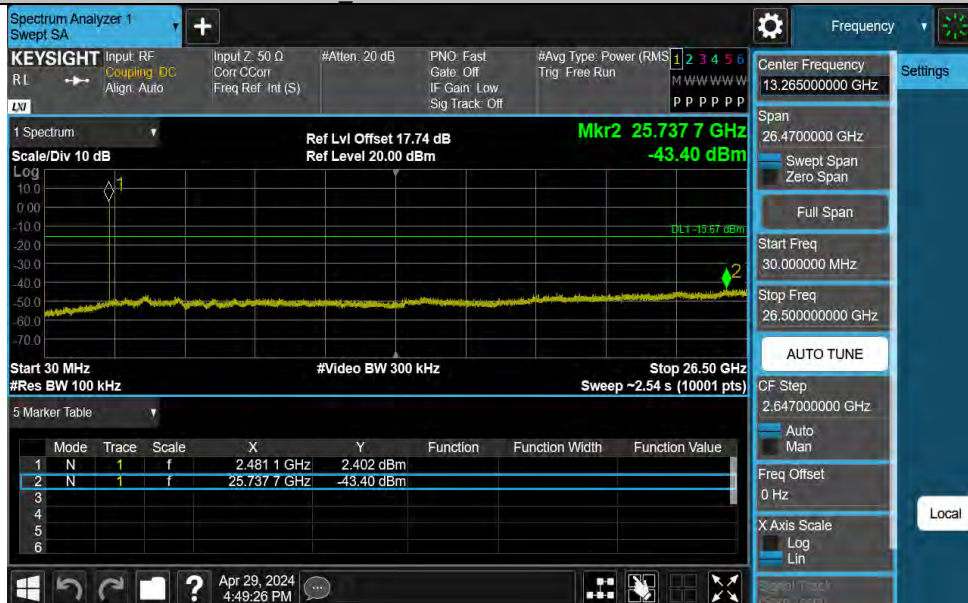 Spectrum Analyzer 1
Swept SA
+
Frequency
KEYSIGHT
RL
LXI
Input: RF
Coupling: DC
Align: Auto
Input Z: 50 Ω
Corr CCorr
Freq Ref: Int (S)
#Atten: 20 dB
PNO: Fast
Gate: Off
IF Gain: Low
Sig Track: Off
#Avg Type: Power (RMS
Trig: Free Run
1 2 3 4 5 6
M W W W W W
P P P P P P
1 Spectrum
Scale/Div 10 dB
Ref Lvl Offset 17.74 dB
Ref Level 20.00 dBm
Mkr2 25.737 7 GHz
-43.40 dBm
Log
10.0
0.00
-10.0
-20.0
-30.0
-40.0
-50.0
-60.0
-70.0
1
DL1 -15.67 dBm
2
Start 30 MHz
#Video BW 300 kHz
Stop 26.50 GHz
#Res BW 100 kHz
Sweep ~2.54 s (10001 pts)
5 Marker Table
Mode Trace Scale X Y Function Function Width Function Value
1 N 1 f 2.481 1 GHz 2.402 dBm
2 N 1 f 25.737 7 GHz -43.40 dBm
3
4
5
6
Apr 29, 2024
4:49:26 PM
?
Center Frequency
13.265000000 GHz
Settings
Span
26.4700000 GHz
Swept Span
Zero Span
Full Span
Start Freq
30.000000 MHz
Stop Freq
26.500000000 GHz
AUTO TUNE
CF Step
2.647000000 GHz
Auto
Man
Freq Offset
0 Hz
Local
X Axis Scale
Log
Lin
Signal Track